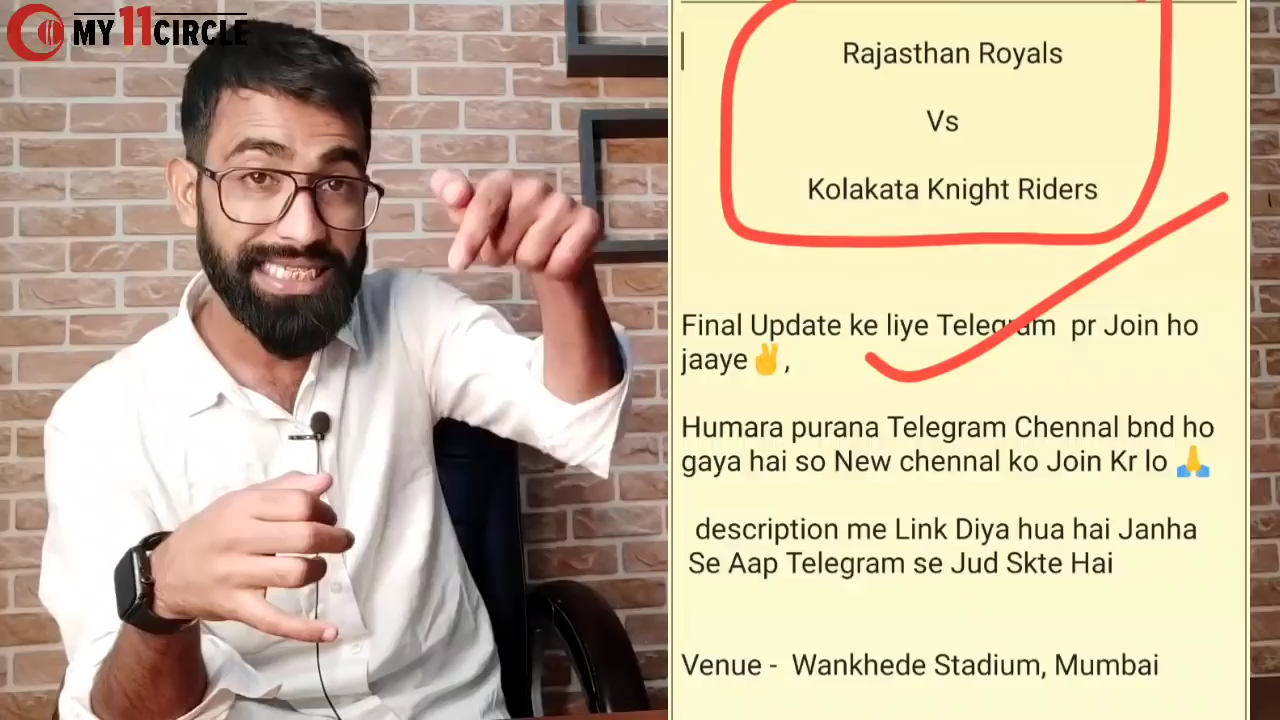 MY11CIRCLE
Rajasthan Royals
Vs
Kolakata Knight Riders
Final Update ke liye Telegram pr Join ho
jaaye✌️,
Humara purana Telegram Chennal bnd ho
gaya hai so New chennal ko Join Kr lo 🙏
description me Link Diya hua hai Janha
Se Aap Telegram se Jud Skte Hai
Venue - Wankhede Stadium, Mumbai